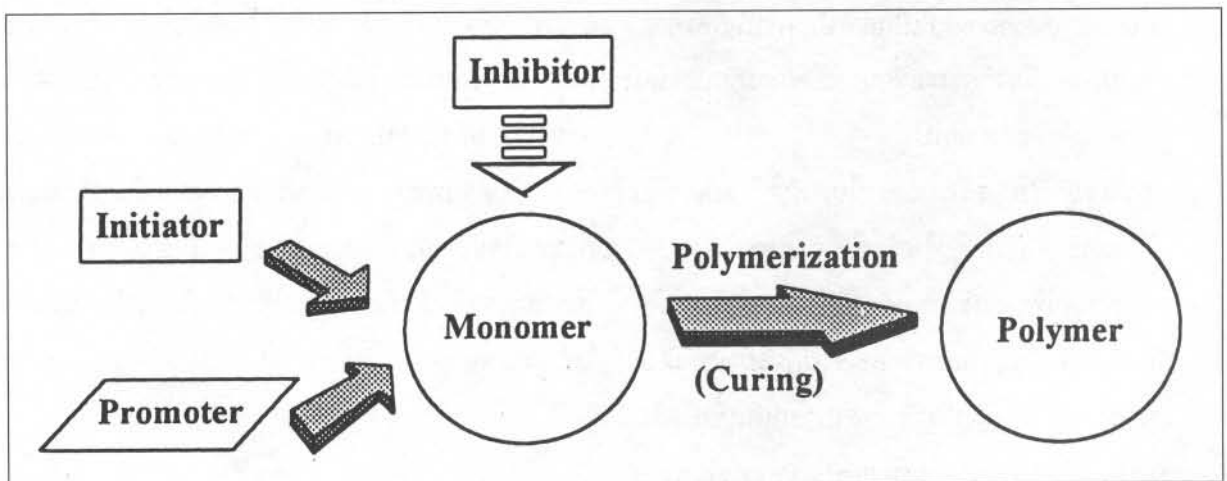 Inhibitor
Initiator
Promoter
Monomer
Polymerization
(Curing)
Polymer